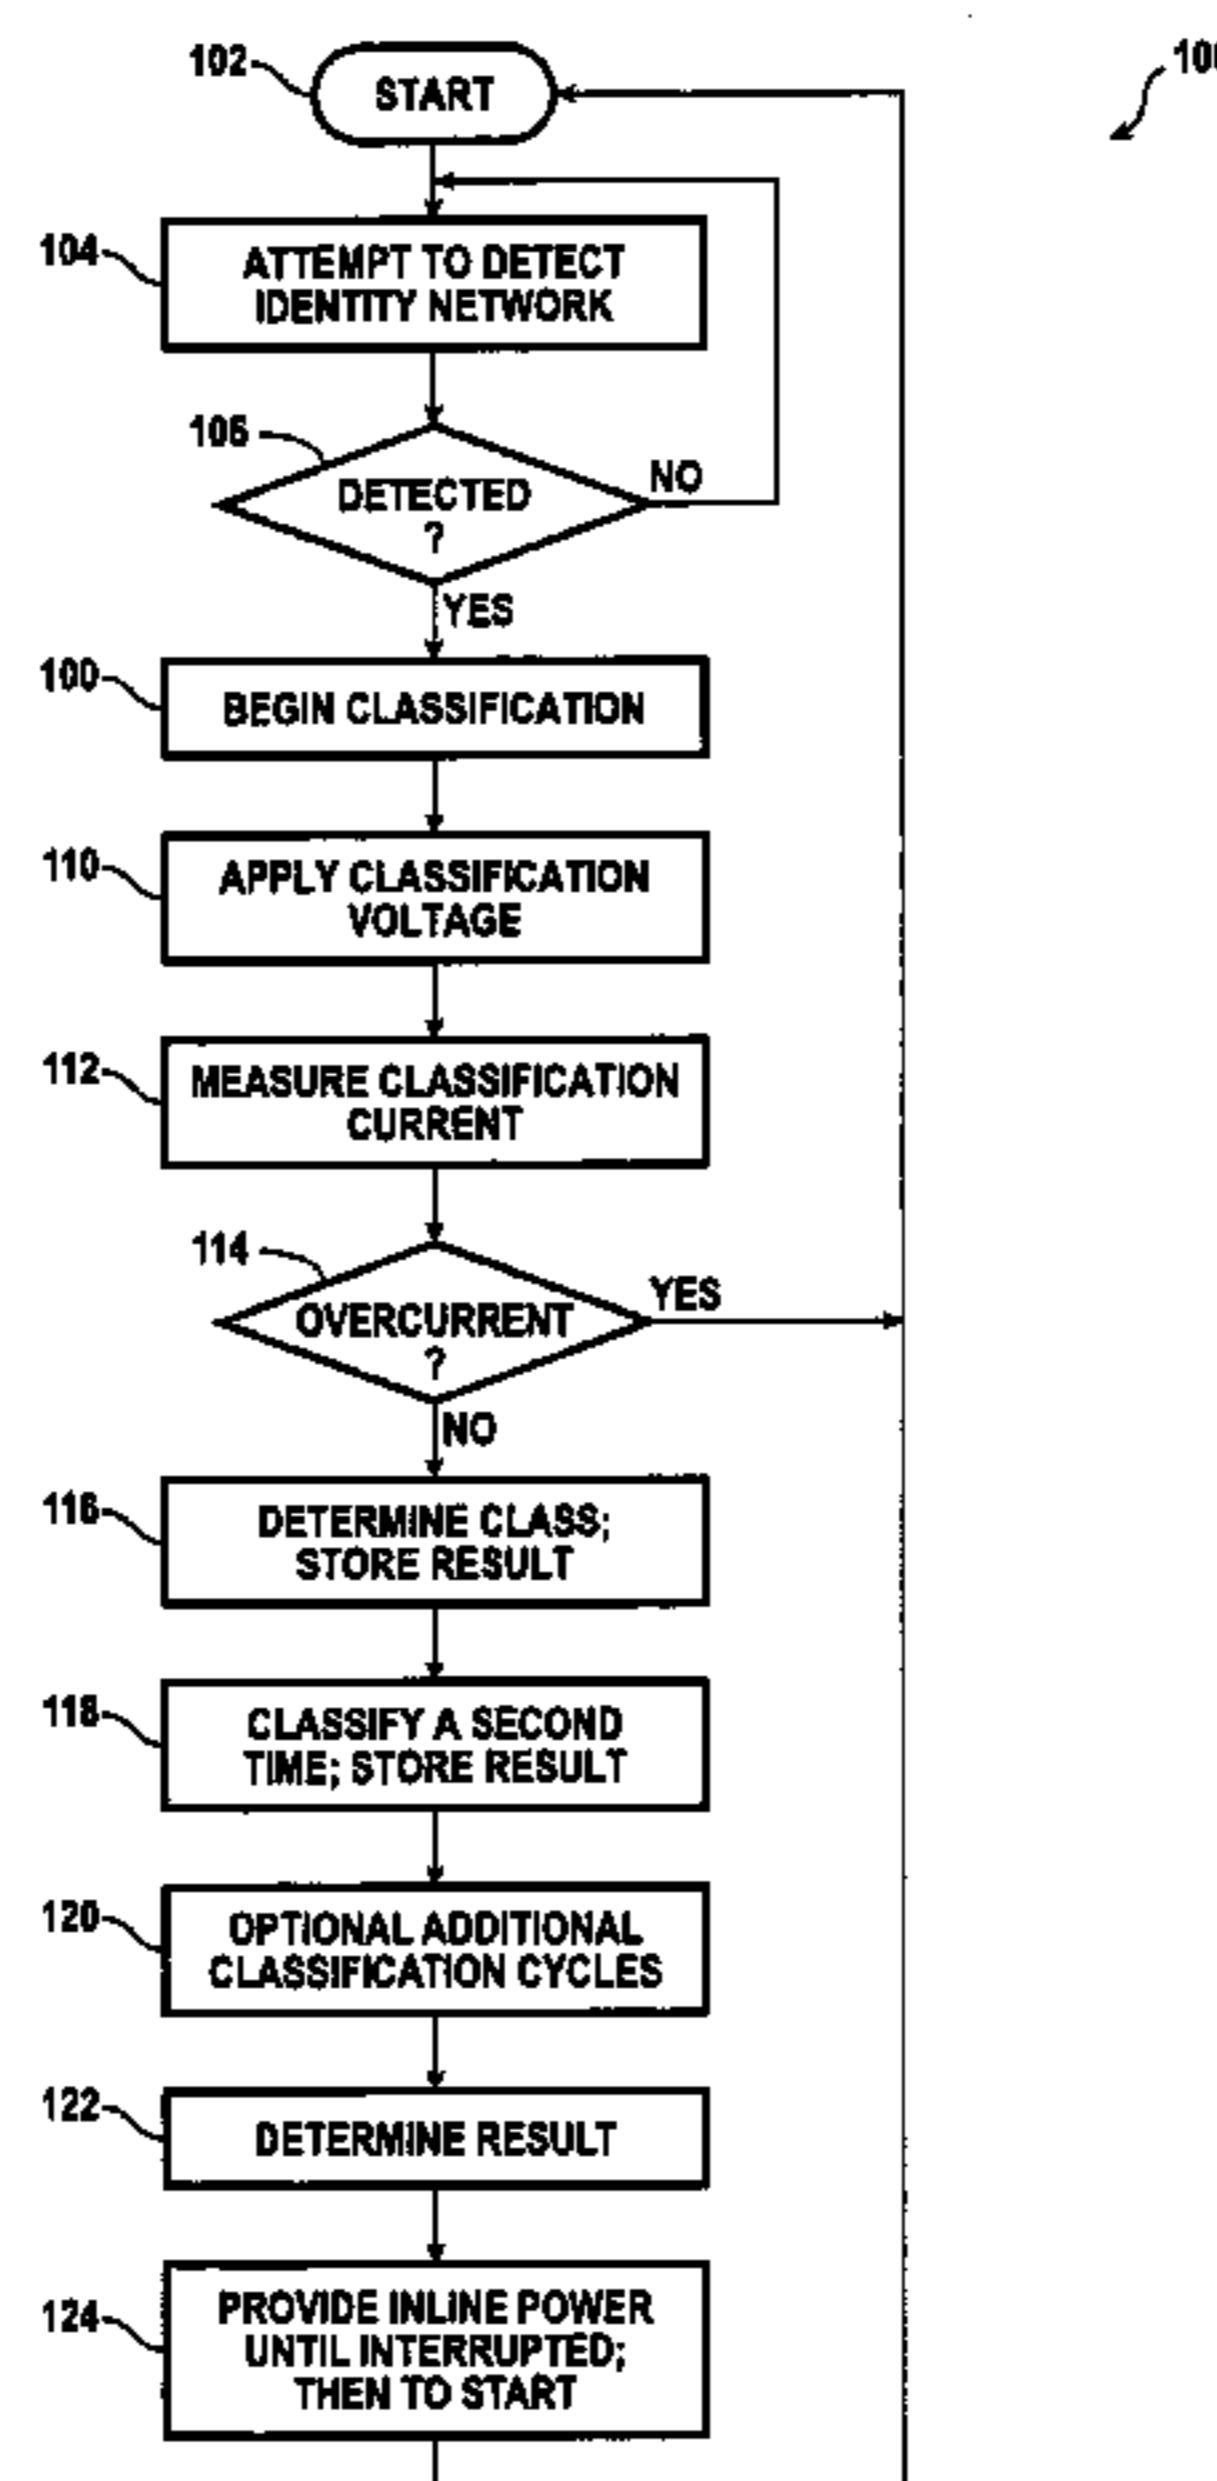 102
START
104
ATTEMPT TO DETECT
IDENTITY NETWORK
106
DETECTED
?
NO
YES
100
BEGIN CLASSIFICATION
110
APPLY CLASSIFICATION
VOLTAGE
112
MEASURE CLASSIFICATION
CURRENT
114
OVERCURRENT
?
YES
NO
116
DETERMINE CLASS;
STORE RESULT
118
CLASSIFY A SECOND
TIME; STORE RESULT
120
OPTIONAL ADDITIONAL
CLASSIFICATION CYCLES
122
DETERMINE RESULT
124
PROVIDE INLINE POWER
UNTIL INTERRUPTED;
THEN TO START